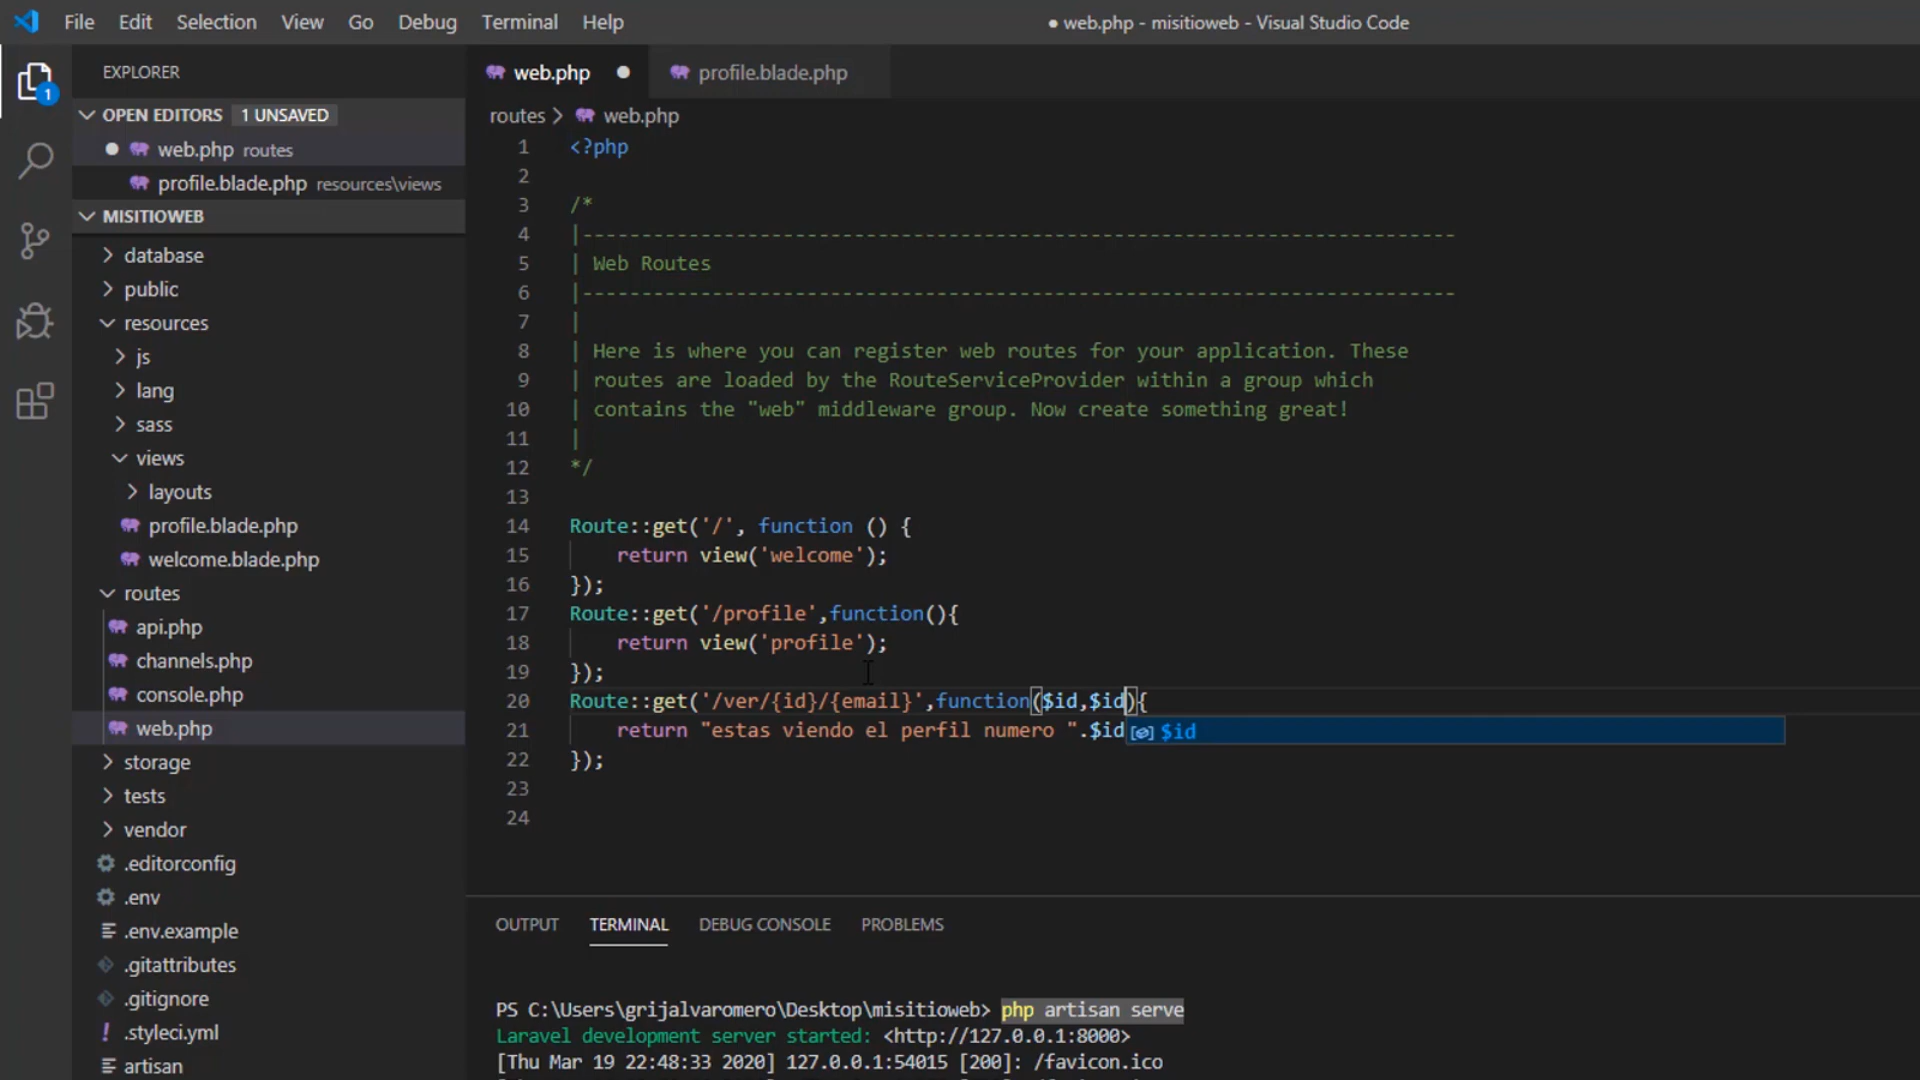 File Edit Selection View Go Debug Terminal Help
● web.php - misitioweb - Visual Studio Code
EXPLORER
1
OPEN EDITORS 1 UNSAVED
web.php routes
profile.blade.php resources\views
MISITIOWEB
database
public
resources
js
lang
sass
views
layouts
profile.blade.php
welcome.blade.php
routes
api.php
channels.php
console.php
web.php
storage
tests
vendor
.editorconfig
.env
.env.example
.gitattributes
.gitignore
! .styleci.yml
artisan
web.php ● profile.blade.php
routes > web.php
1 <?php
2
3 /*
4 |--------------------------------------------------------------------------
5 | Web Routes
6 |--------------------------------------------------------------------------
7 |
8 | Here is where you can register web routes for your application. These
9 | routes are loaded by the RouteServiceProvider within a group which
10 | contains the "web" middleware group. Now create something great!
11 |
12 */
13
14 Route::get('/', function () {
15     return view('welcome');
16 });
17 Route::get('/profile',function(){
18     return view('profile');
19 });
20 Route::get('/ver/{id}/{email}',function($id,$id){
21     return "estas viendo el perfil numero ".$id
$id
22 });
23
24
OUTPUT TERMINAL DEBUG CONSOLE PROBLEMS
PS C:\Users\grijalvaromero\Desktop\misitioweb> php artisan serve
Laravel development server started: <http://127.0.0.1:8000>
[Thu Mar 19 22:48:33 2020] 127.0.0.1:54015 [200]: /favicon.ico